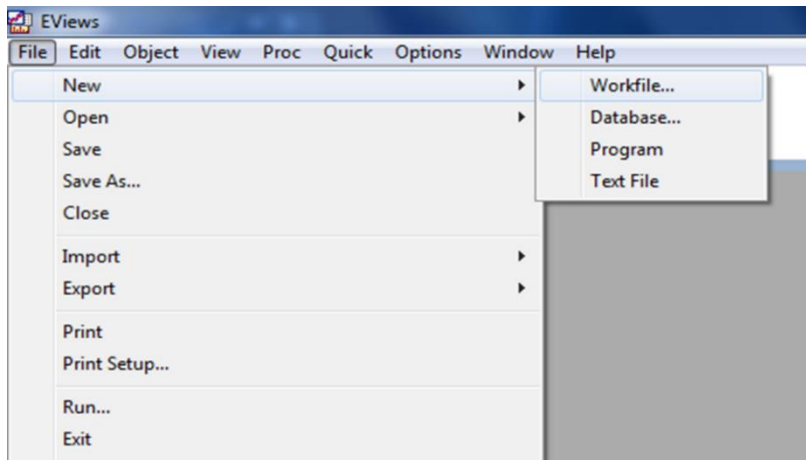 EViews
File Edit Object View Proc Quick Options Window Help
New Workfile...
Open Database...
Save Program
Save As... Text File
Close
Import
Export
Print
Print Setup...
Run...
Exit